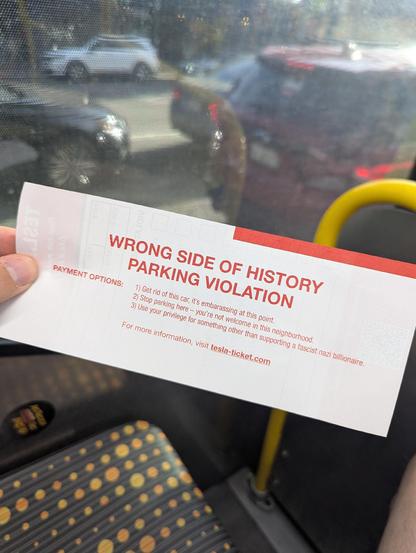 WRONG SIDE OF HISTORY
PARKING VIOLATION
PAYMENT OPTIONS:
1) Get rid of this car, it's embarassing at this point.
2) Stop parking here – you're not welcome in this neighborhood.
3) Use your privilege for something other than supporting a fascist nazi billionaire.
For more information, visit tesla-ticket.com